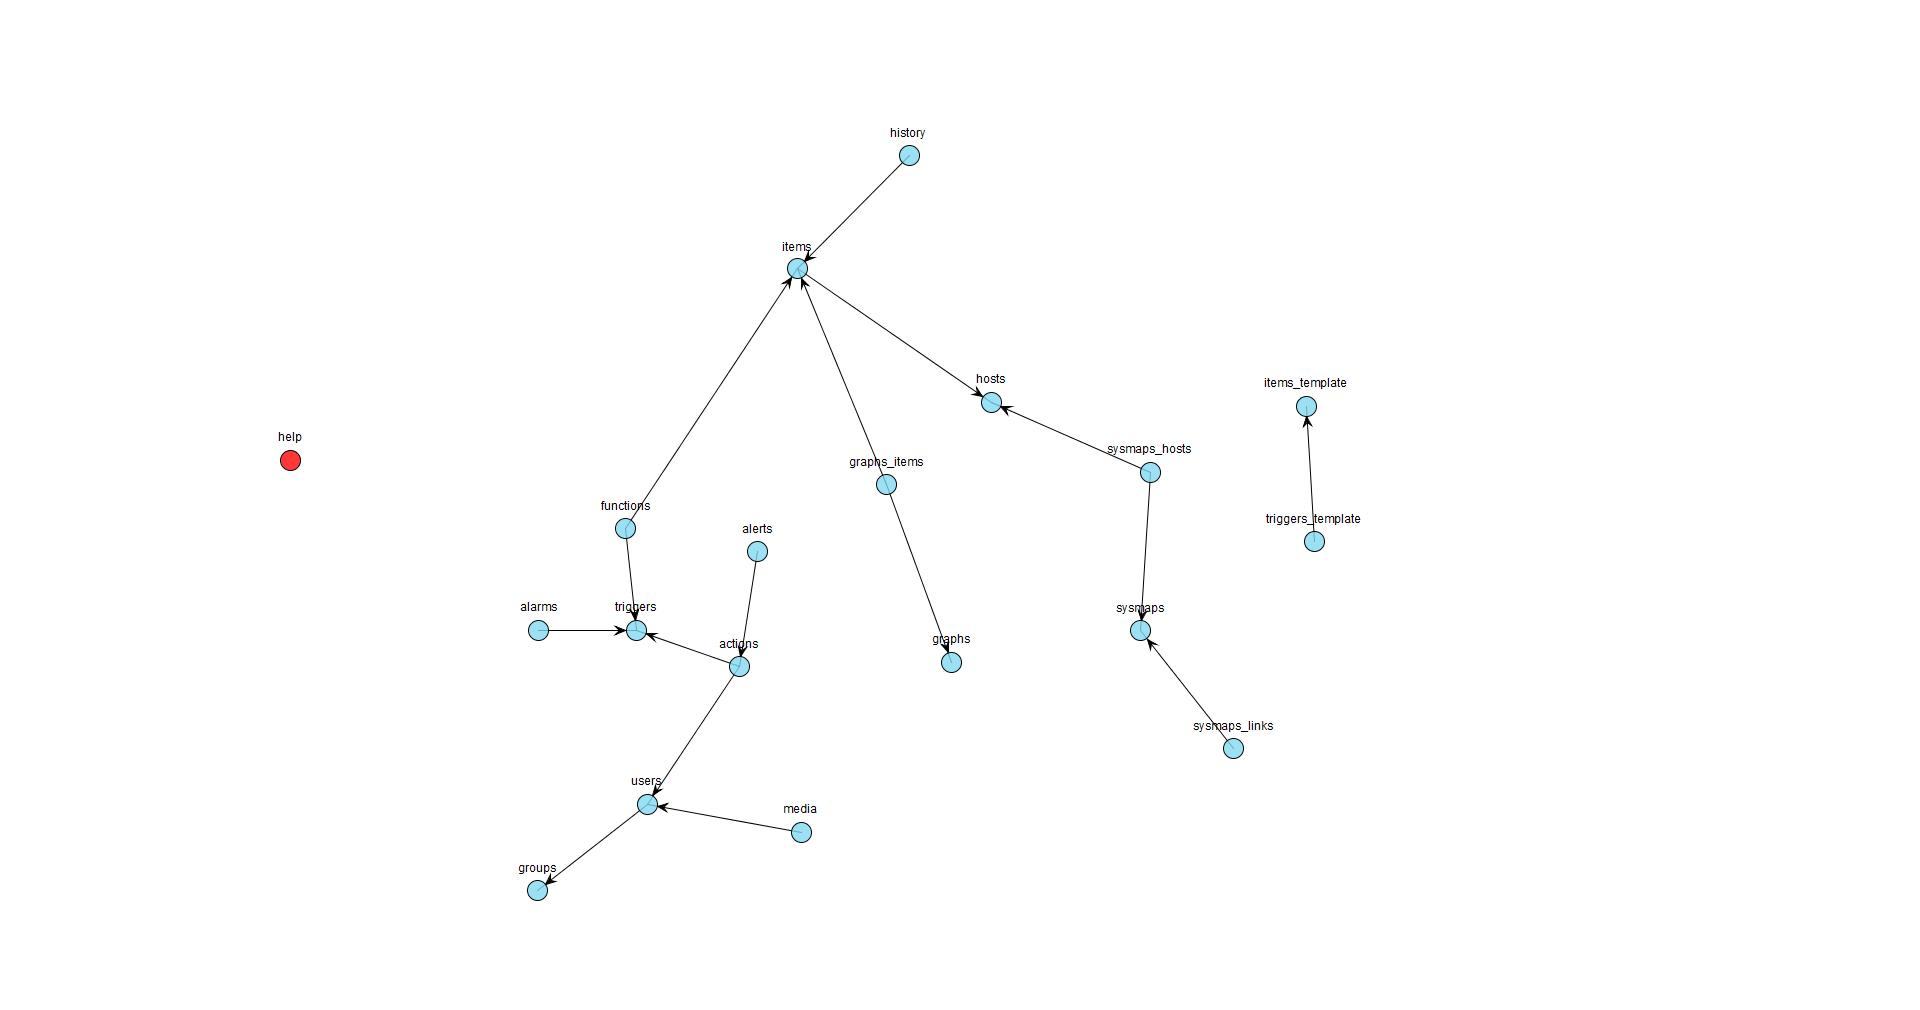 history
items
hosts
items_template
help
sysmaps_hosts
graphs_items
functions
triggers_template
alerts
alarms
triggers
sysmaps
graphs
actions
sysmaps_links
users
media
groups